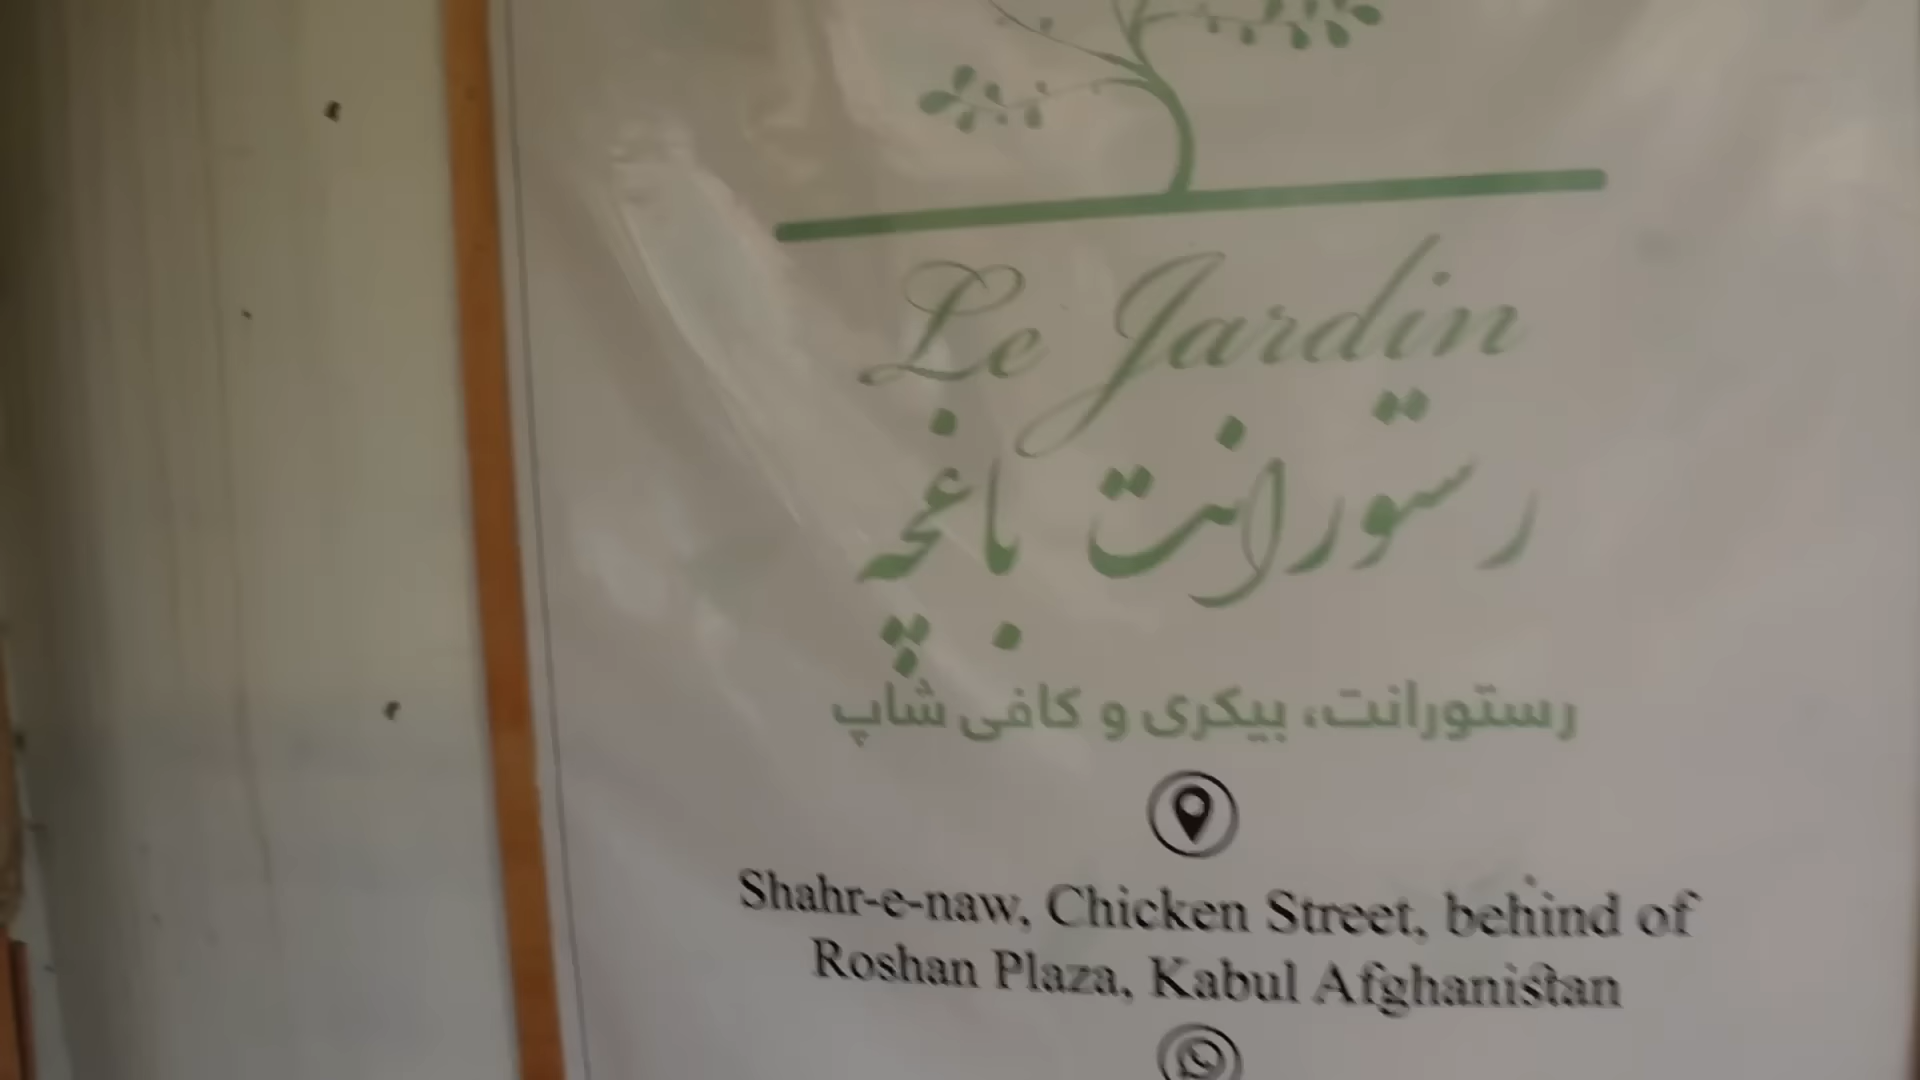 Le Jardin
رستورانت باغچه
رستورانت، بیکری و کافی شاپ
Shahr-e-naw, Chicken Street, behind of
Roshan Plaza, Kabul Afghanistan